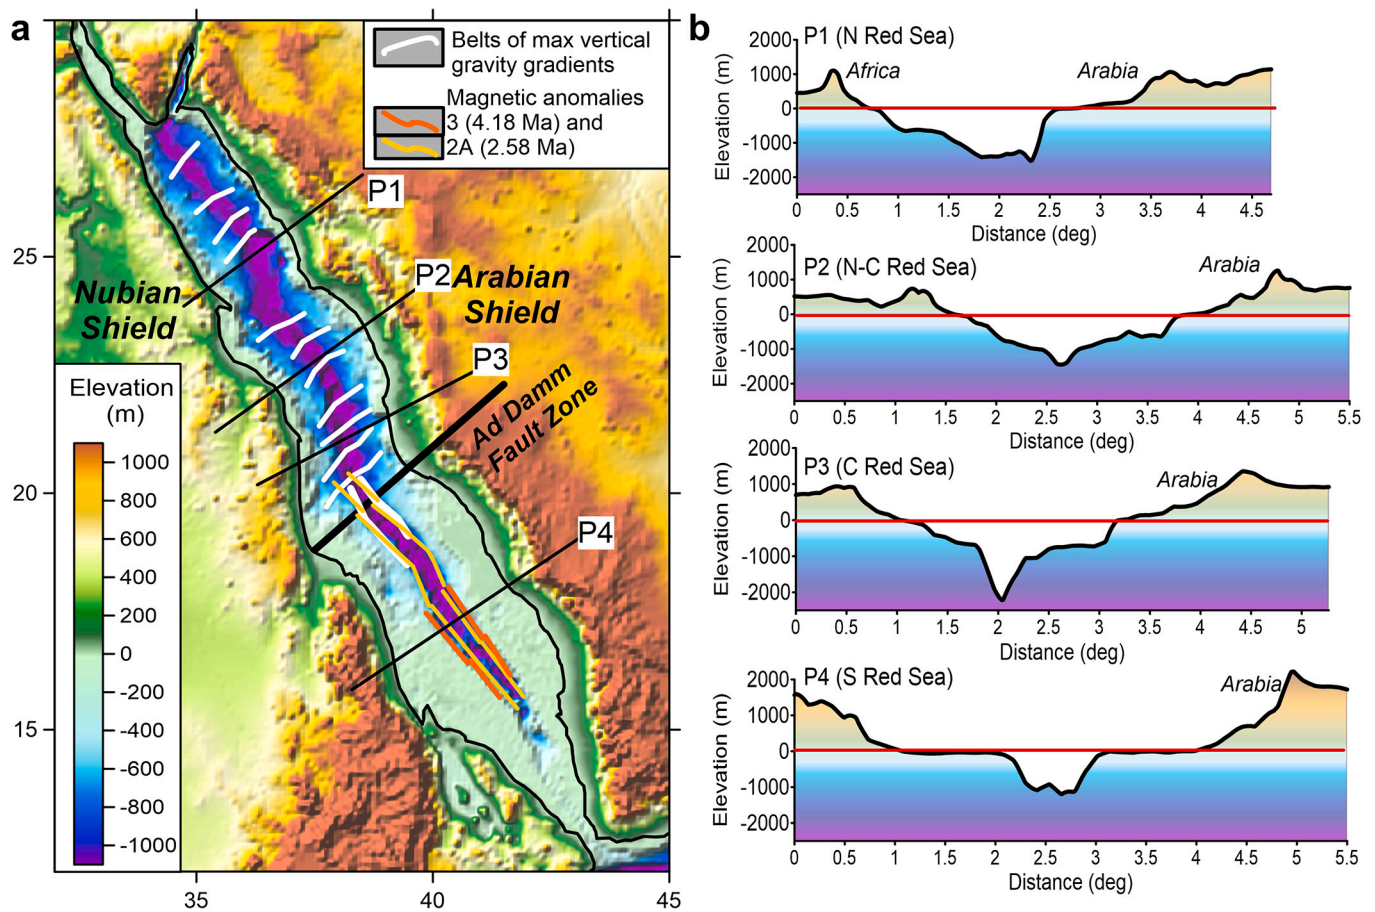 a
Belts of max vertical
gravity gradients
Magnetic anomalies
3 (4.18 Ma) and
2A (2.58 Ma)
P1
P2
P3
P4
Nubian
Shield
Arabian
Shield
Ad Damm
Fault Zone
Elevation
(m)
1000
800
600
400
200
0
-200
-400
-600
-800
-1000
25
20
15
35
40
45
b
P1 (N Red Sea)
Africa
Arabia
Elevation (m)
2000
1000
0
-1000
-2000
0 0.5 1 1.5 2 2.5 3 3.5 4 4.5
Distance (deg)
P2 (N-C Red Sea)
Arabia
Elevation (m)
2000
1000
0
-1000
-2000
0 0.5 1 1.5 2 2.5 3 3.5 4 4.5 5 5.5
Distance (deg)
P3 (C Red Sea)
Arabia
Elevation (m)
2000
1000
0
-1000
-2000
0 0.5 1 1.5 2 2.5 3 3.5 4 4.5 5
Distance (deg)
P4 (S Red Sea)
Arabia
Elevation (m)
2000
1000
0
-1000
-2000
0 0.5 1 1.5 2 2.5 3 3.5 4 4.5 5 5.5
Distance (deg)